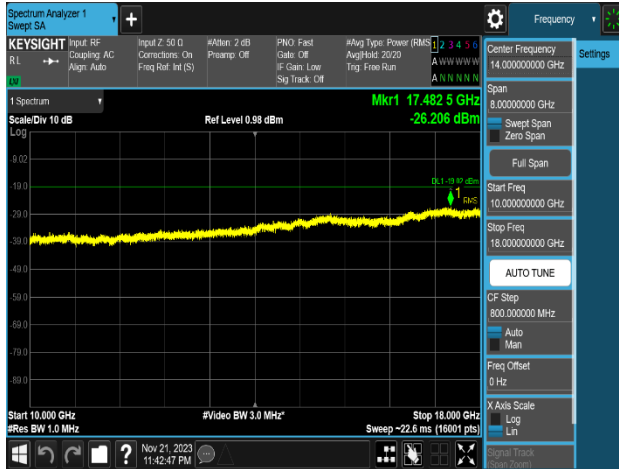 Spectrum Analyzer 1
Swept SA
+
Frequency
Settings
KEYSIGHT
RL
Input: RF
Coupling: AC
Align: Auto
Input Z: 50 Ω
Corrections: On
Freq Ref: Int (S)
#Atten: 2 dB
Preamp: Off
PNO: Fast
Gate: Off
IF Gain: Low
Sig Track: Off
#Avg Type: Power (RMS
Avg|Hold: 20/20
Trig: Free Run
1 2 3 4 5 6
A W W W W W
A N N N N N
1 Spectrum
Scale/Div 10 dB
Log
Ref Level 0.98 dBm
Mkr1 17.482 5 GHz
-26.206 dBm
-9.02
-19.0
-29.0
-39.0
-49.0
-59.0
-69.0
-79.0
-89.0
DL1 -19.02 dBm
1
RMS
Start 10.000 GHz
#Res BW 1.0 MHz
#Video BW 3.0 MHz*
Stop 18.000 GHz
Sweep ~22.6 ms (16001 pts)
Center Frequency
14.000000000 GHz
Span
8.00000000 GHz
Swept Span
Zero Span
Full Span
Start Freq
10.000000000 GHz
Stop Freq
18.000000000 GHz
AUTO TUNE
CF Step
800.000000 MHz
Auto
Man
Freq Offset
0 Hz
X Axis Scale
Log
Lin
Signal Track
(Span Zoom)
?
Nov 21, 2023
11:42:47 PM